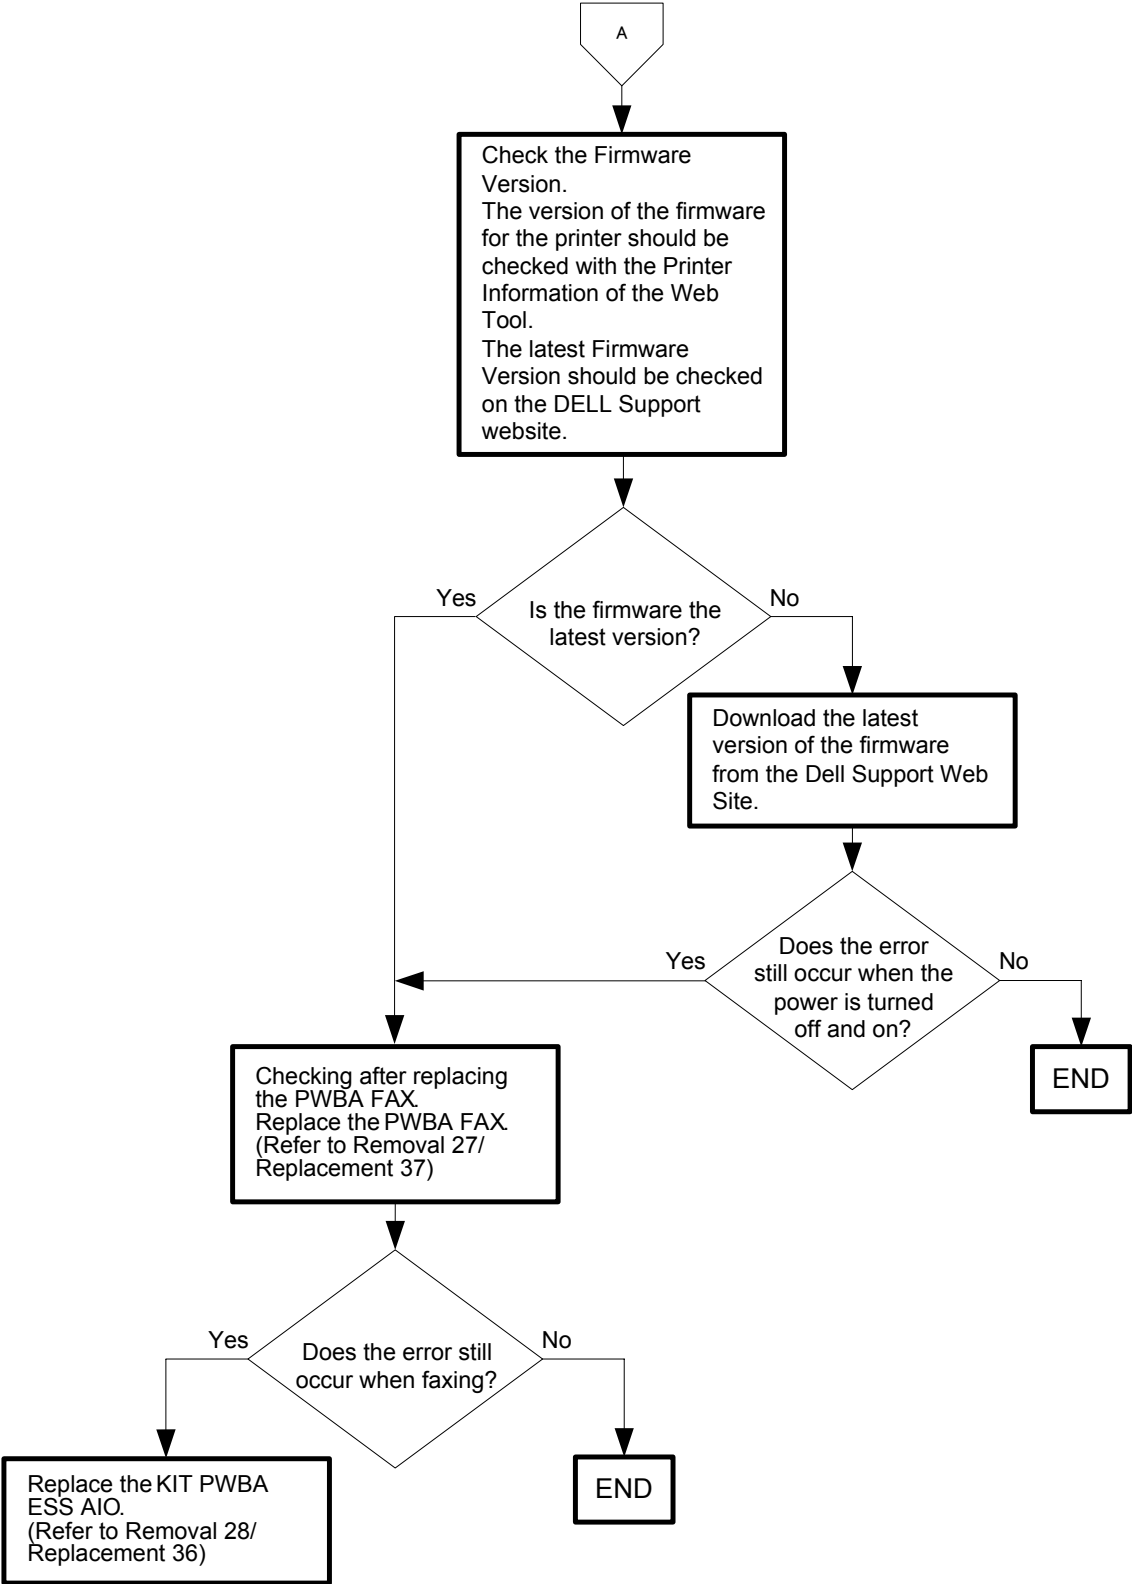 A
Check the Firmware
Version.
The version of the firmware
for the printer should be
checked with the Printer
Information of the Web
Tool.
The latest Firmware
Version should be checked
on the DELL Support
website.
Yes
No
Is the firmware the
latest version?
Download the latest
version of the firmware
from the Dell Support Web
Site.
Yes
No
Does the error
still occur when the
power is turned
off and on?
END
Checking after replacing
the PWBA FAX.
Replace the PWBA FAX.
(Refer to Removal 27/
Replacement 37)
Yes
No
Does the error still
occur when faxing?
END
Replace the KIT PWBA
ESS AIO.
(Refer to Removal 28/
Replacement 36)